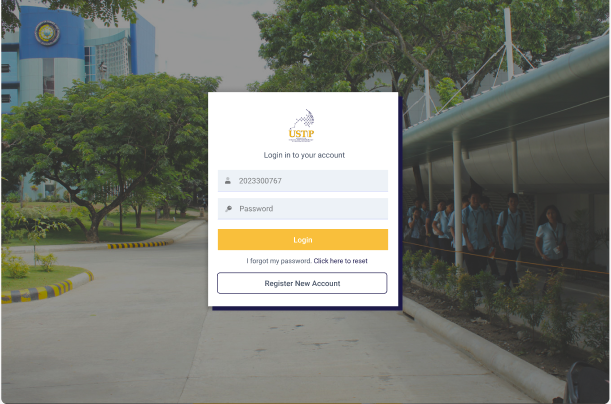 USTP
Login in to your account
2023300767
Password
Login
I forgot my password. Click here to reset
Register New Account